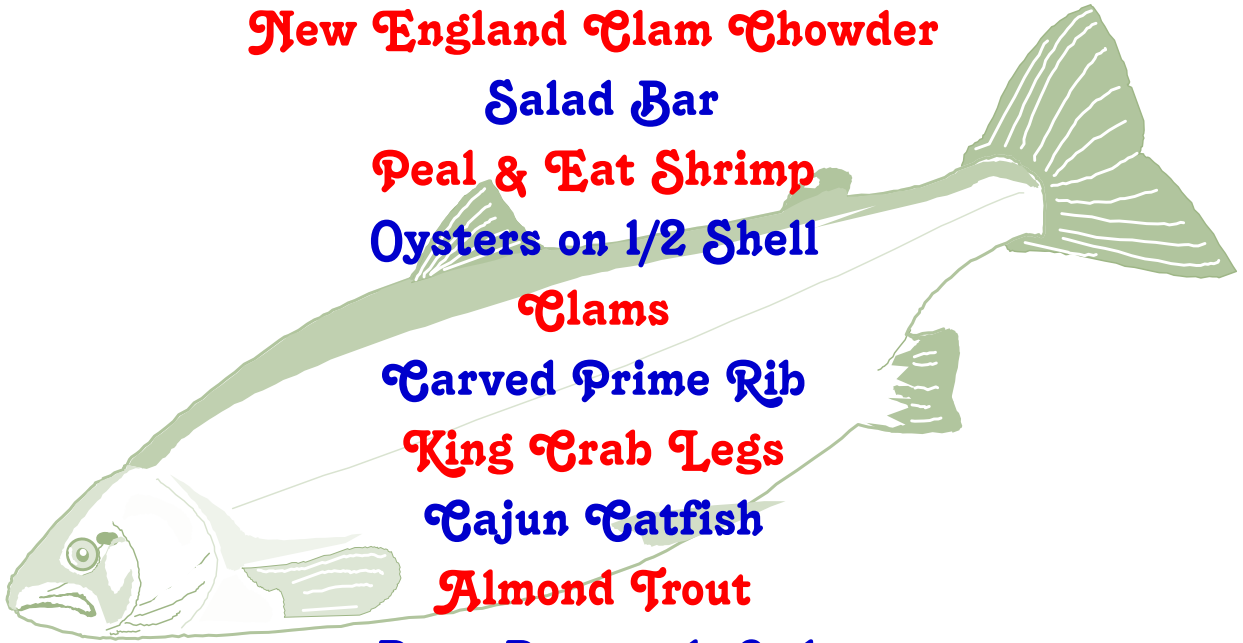 New England Clam Chowder
Salad Bar
Peal & Eat Shrimp
Oysters on 1/2 Shell
Clams
Carved Prime Rib
King Crab Legs
Cajun Catfish
Almond Trout